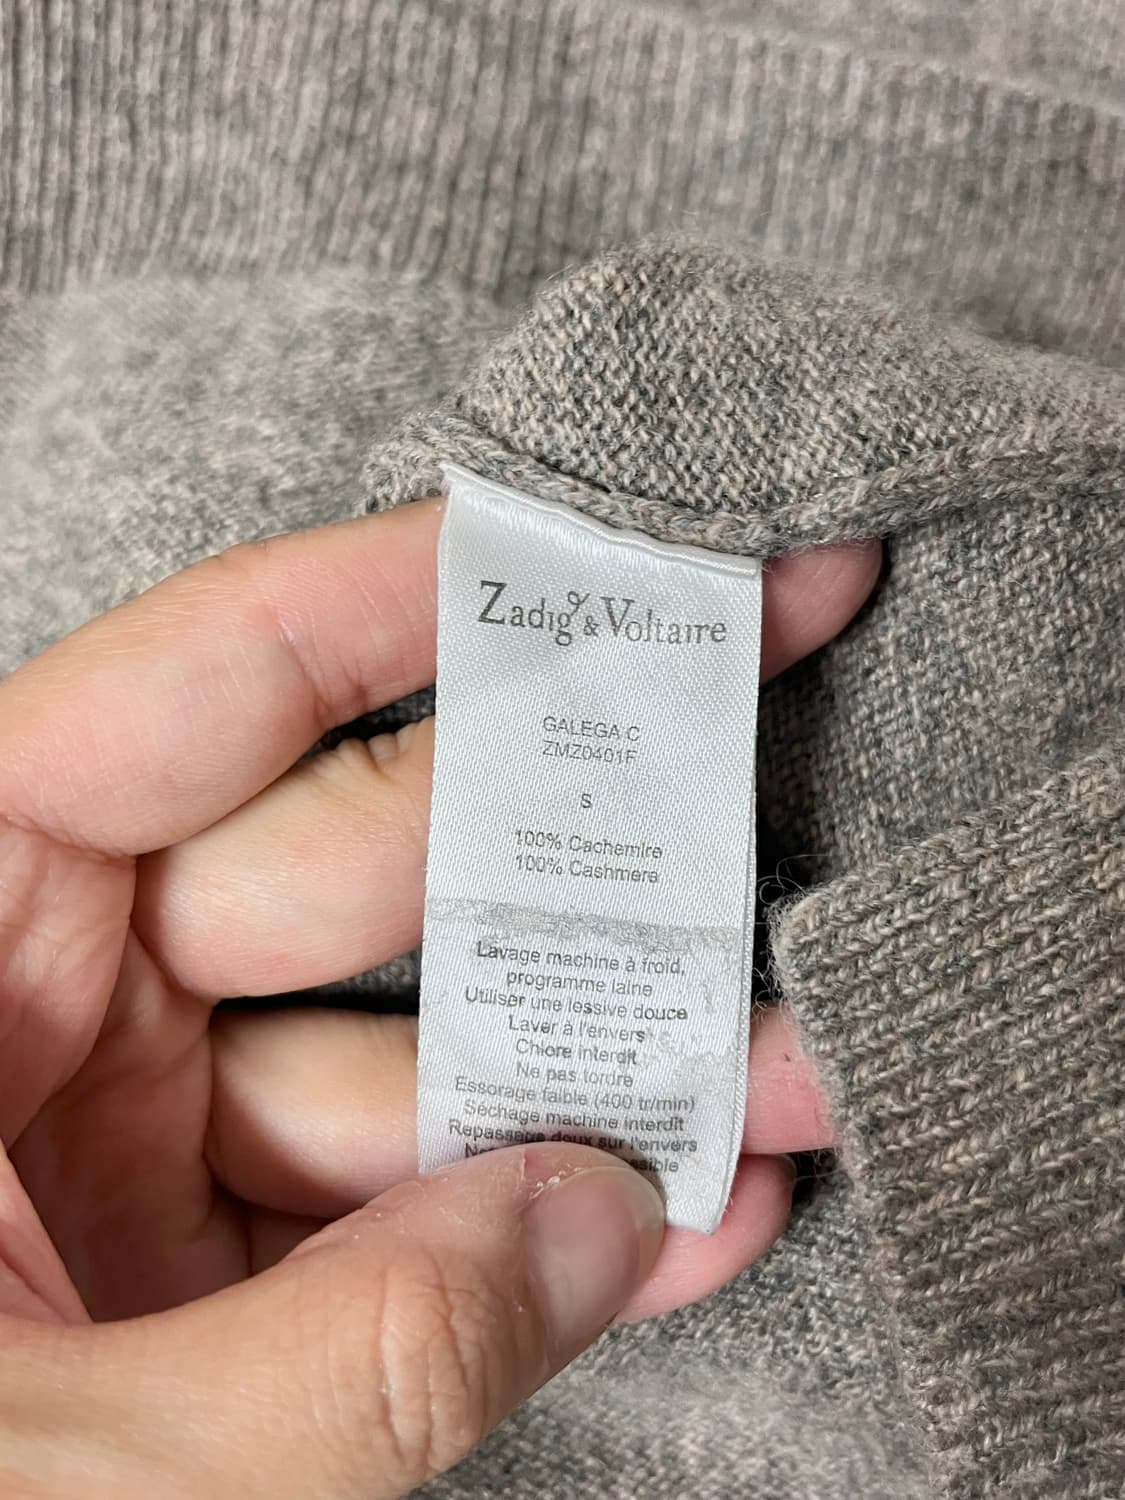 Zadig & Voltaire
GALEGA C
ZMZ0401F
S
100% Cachemire
100% Cashmere
Lavage machine à froid,
programme laine
Utiliser une lessive douce
Laver à l'envers
Chlore interdit
Ne pas tordre
Essorage faible (400 tr/min)
Séchage machine interdit
Repassage doux sur l'envers